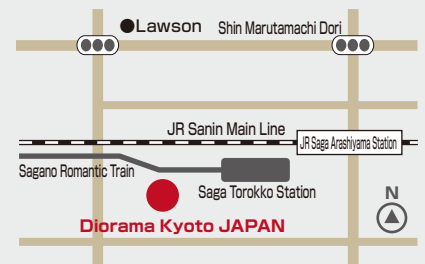 ●Lawson
Shin Marutamachi Dori
JR Sanin Main Line
JR Saga Arashiyama Station
Sagano Romantic Train
Saga Torokko Station
N
Diorama Kyoto JAPAN